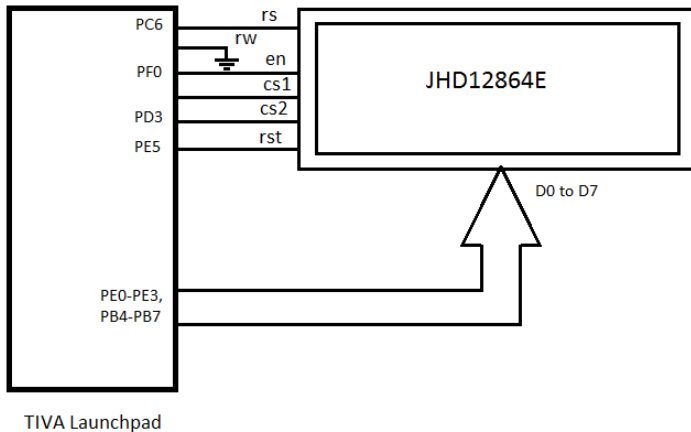 PC6
rs
rw
PF0
en
JHD12864E
cs1
PD3
cs2
PE5
rst
D0 to D7
PE0-PE3,
PB4-PB7
TIVA Launchpad